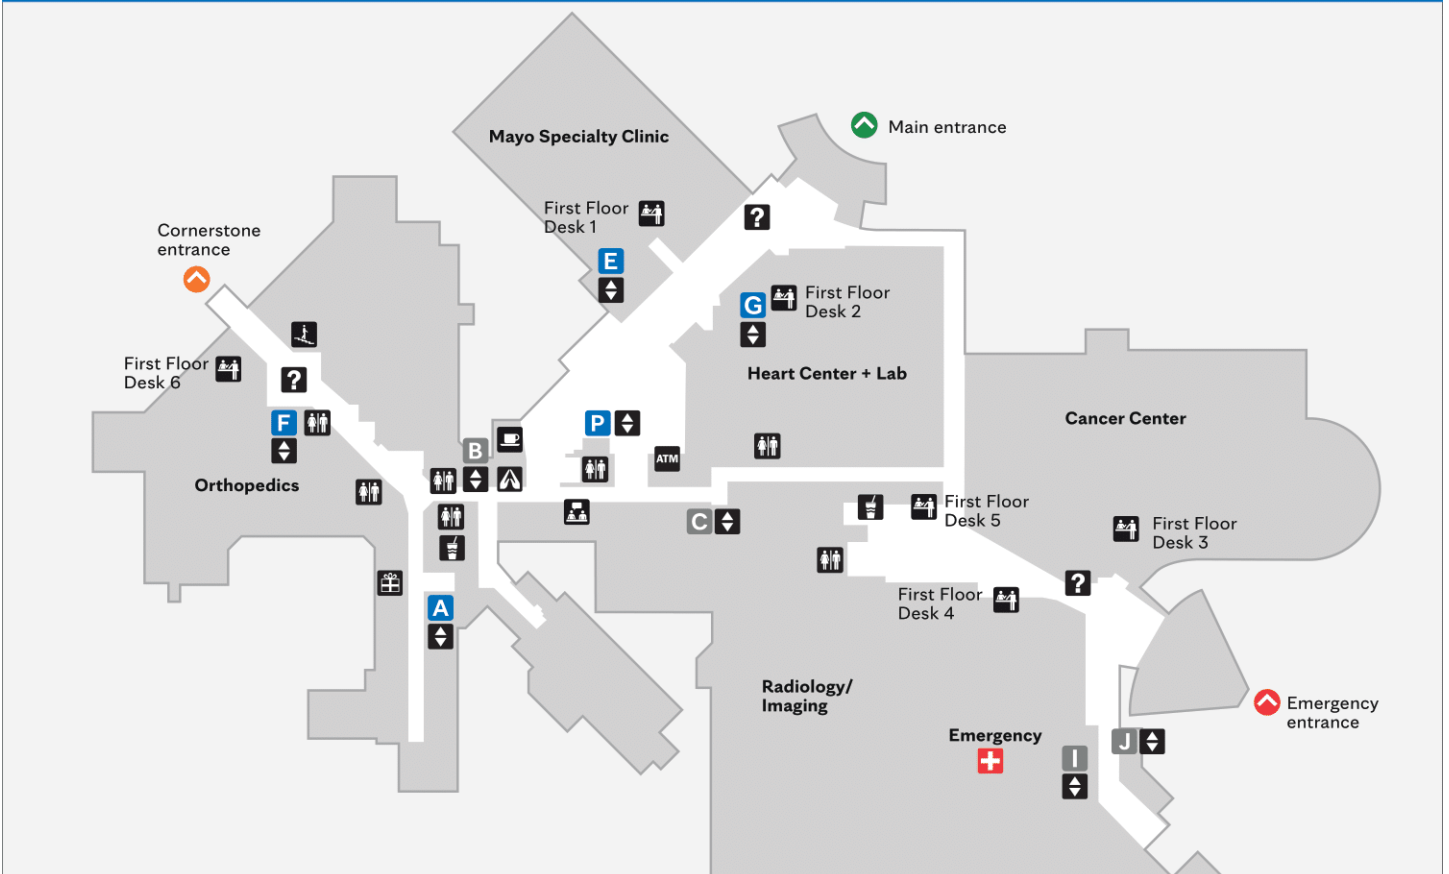 Main entrance
Mayo Specialty Clinic
First Floor
Desk 1
?
E
Cornerstone
entrance
G
First Floor
Desk 2
First Floor
Desk 6
?
Heart Center + Lab
F
P
Cancer Center
B
ATM
Orthopedics
C
First Floor
Desk 5
First Floor
Desk 3
?
First Floor
Desk 4
A
Radiology/
Imaging
Emergency
entrance
Emergency
J
I